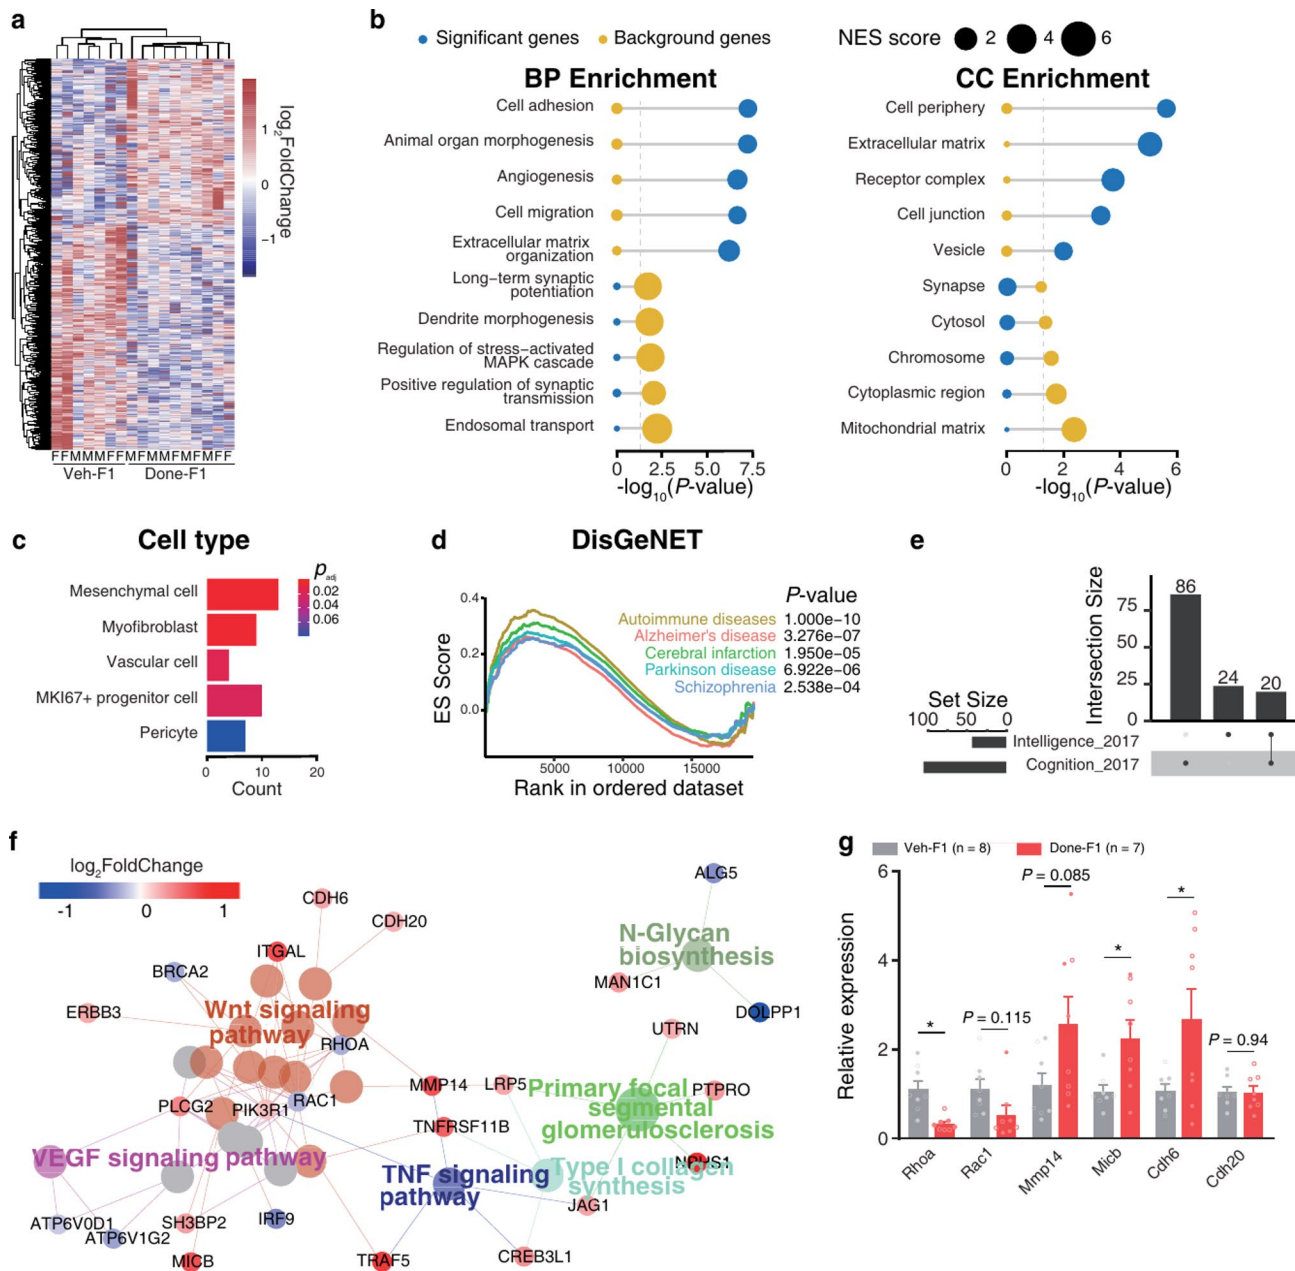 a
log2FoldChange
1
0
−1
FFMMMFFMFMMFMFMFF
Veh-F1 Done-F1
b
Significant genes Background genes
NES score 2 4 6
BP Enrichment
Cell adhesion
Animal organ morphogenesis
Angiogenesis
Cell migration
Extracellular matrix
organization
Long−term synaptic
potentiation
Dendrite morphogenesis
Regulation of stress−activated
MAPK cascade
Positive regulation of synaptic
transmission
Endosomal transport
0 2.5 5.0 7.5
-log10(P-value)
CC Enrichment
Cell periphery
Extracellular matrix
Receptor complex
Cell junction
Vesicle
Synapse
Cytosol
Chromosome
Cytoplasmic region
Mitochondrial matrix
0 2 4 6
-log10(P-value)
c
Cell type
Mesenchymal cell
Myofibroblast
Vascular cell
MKI67+ progenitor cell
Pericyte
0 10 20
Count
padj
0.02
0.04
0.06
d
DisGeNET
ES Score
0.4
0.2
0.0
P-value
Autoimmune diseases 1.000e−10
Alzheimer's disease 3.276e−07
Cerebral infarction 1.950e−05
Parkinson disease 6.922e−06
Schizophrenia 2.538e−04
5000 10000 15000
Rank in ordered dataset
e
Intersection Size
75
50
25
0
86
24
20
Set Size
100 50 0
Intelligence_2017
Cognition_2017
f
log2FoldChange
-1 0 1
CDH6
CDH20
ITGAL
BRCA2
ERBB3
Wnt signaling
pathway
RHOA
PLCG2
PIK3R1
RAC1
MMP14
LRP5
TNFRSF11B
VEGF signaling pathway
TNF signaling
pathway
ATP6V0D1
ATP6V1G2
SH3BP2
IRF9
MICB
TRAF5
CREB3L1
JAG1
ALG5
N-Glycan
biosynthesis
MAN1C1
DOLPP1
UTRN
Primary focal
segmental
glomerulosclerosis
PTPRO
NPHS1
Type I collagen
synthesis
g
Veh-F1 (n = 8) Done-F1 (n = 7)
Relative expression
6
4
2
0
*
P = 0.115
P = 0.085
*
*
P = 0.94
Rhoa
Rac1
Mmp14
Micb
Cdh6
Cdh20